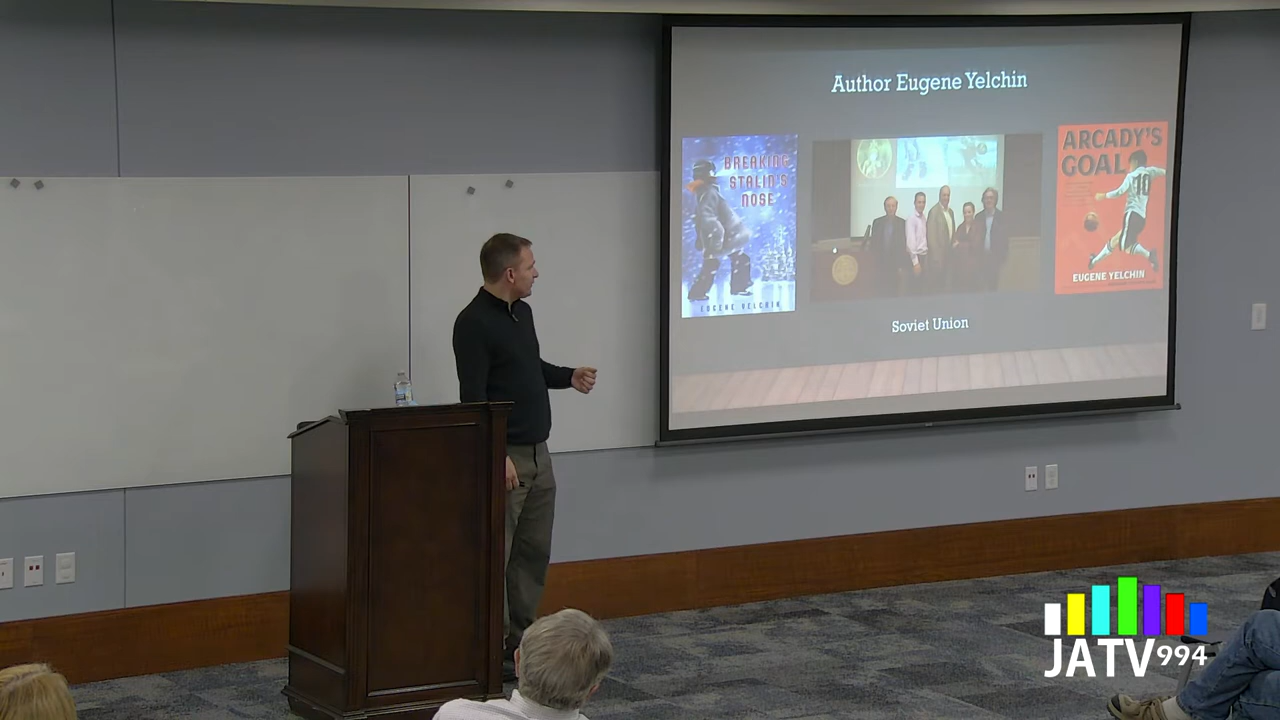 Author Eugene Yelchin
BREAKING
STALIN'S
NOSE
EUGENE YELCHIN
ARCADY'S
GOAL
10
EUGENE YELCHIN
Soviet Union
JATV994